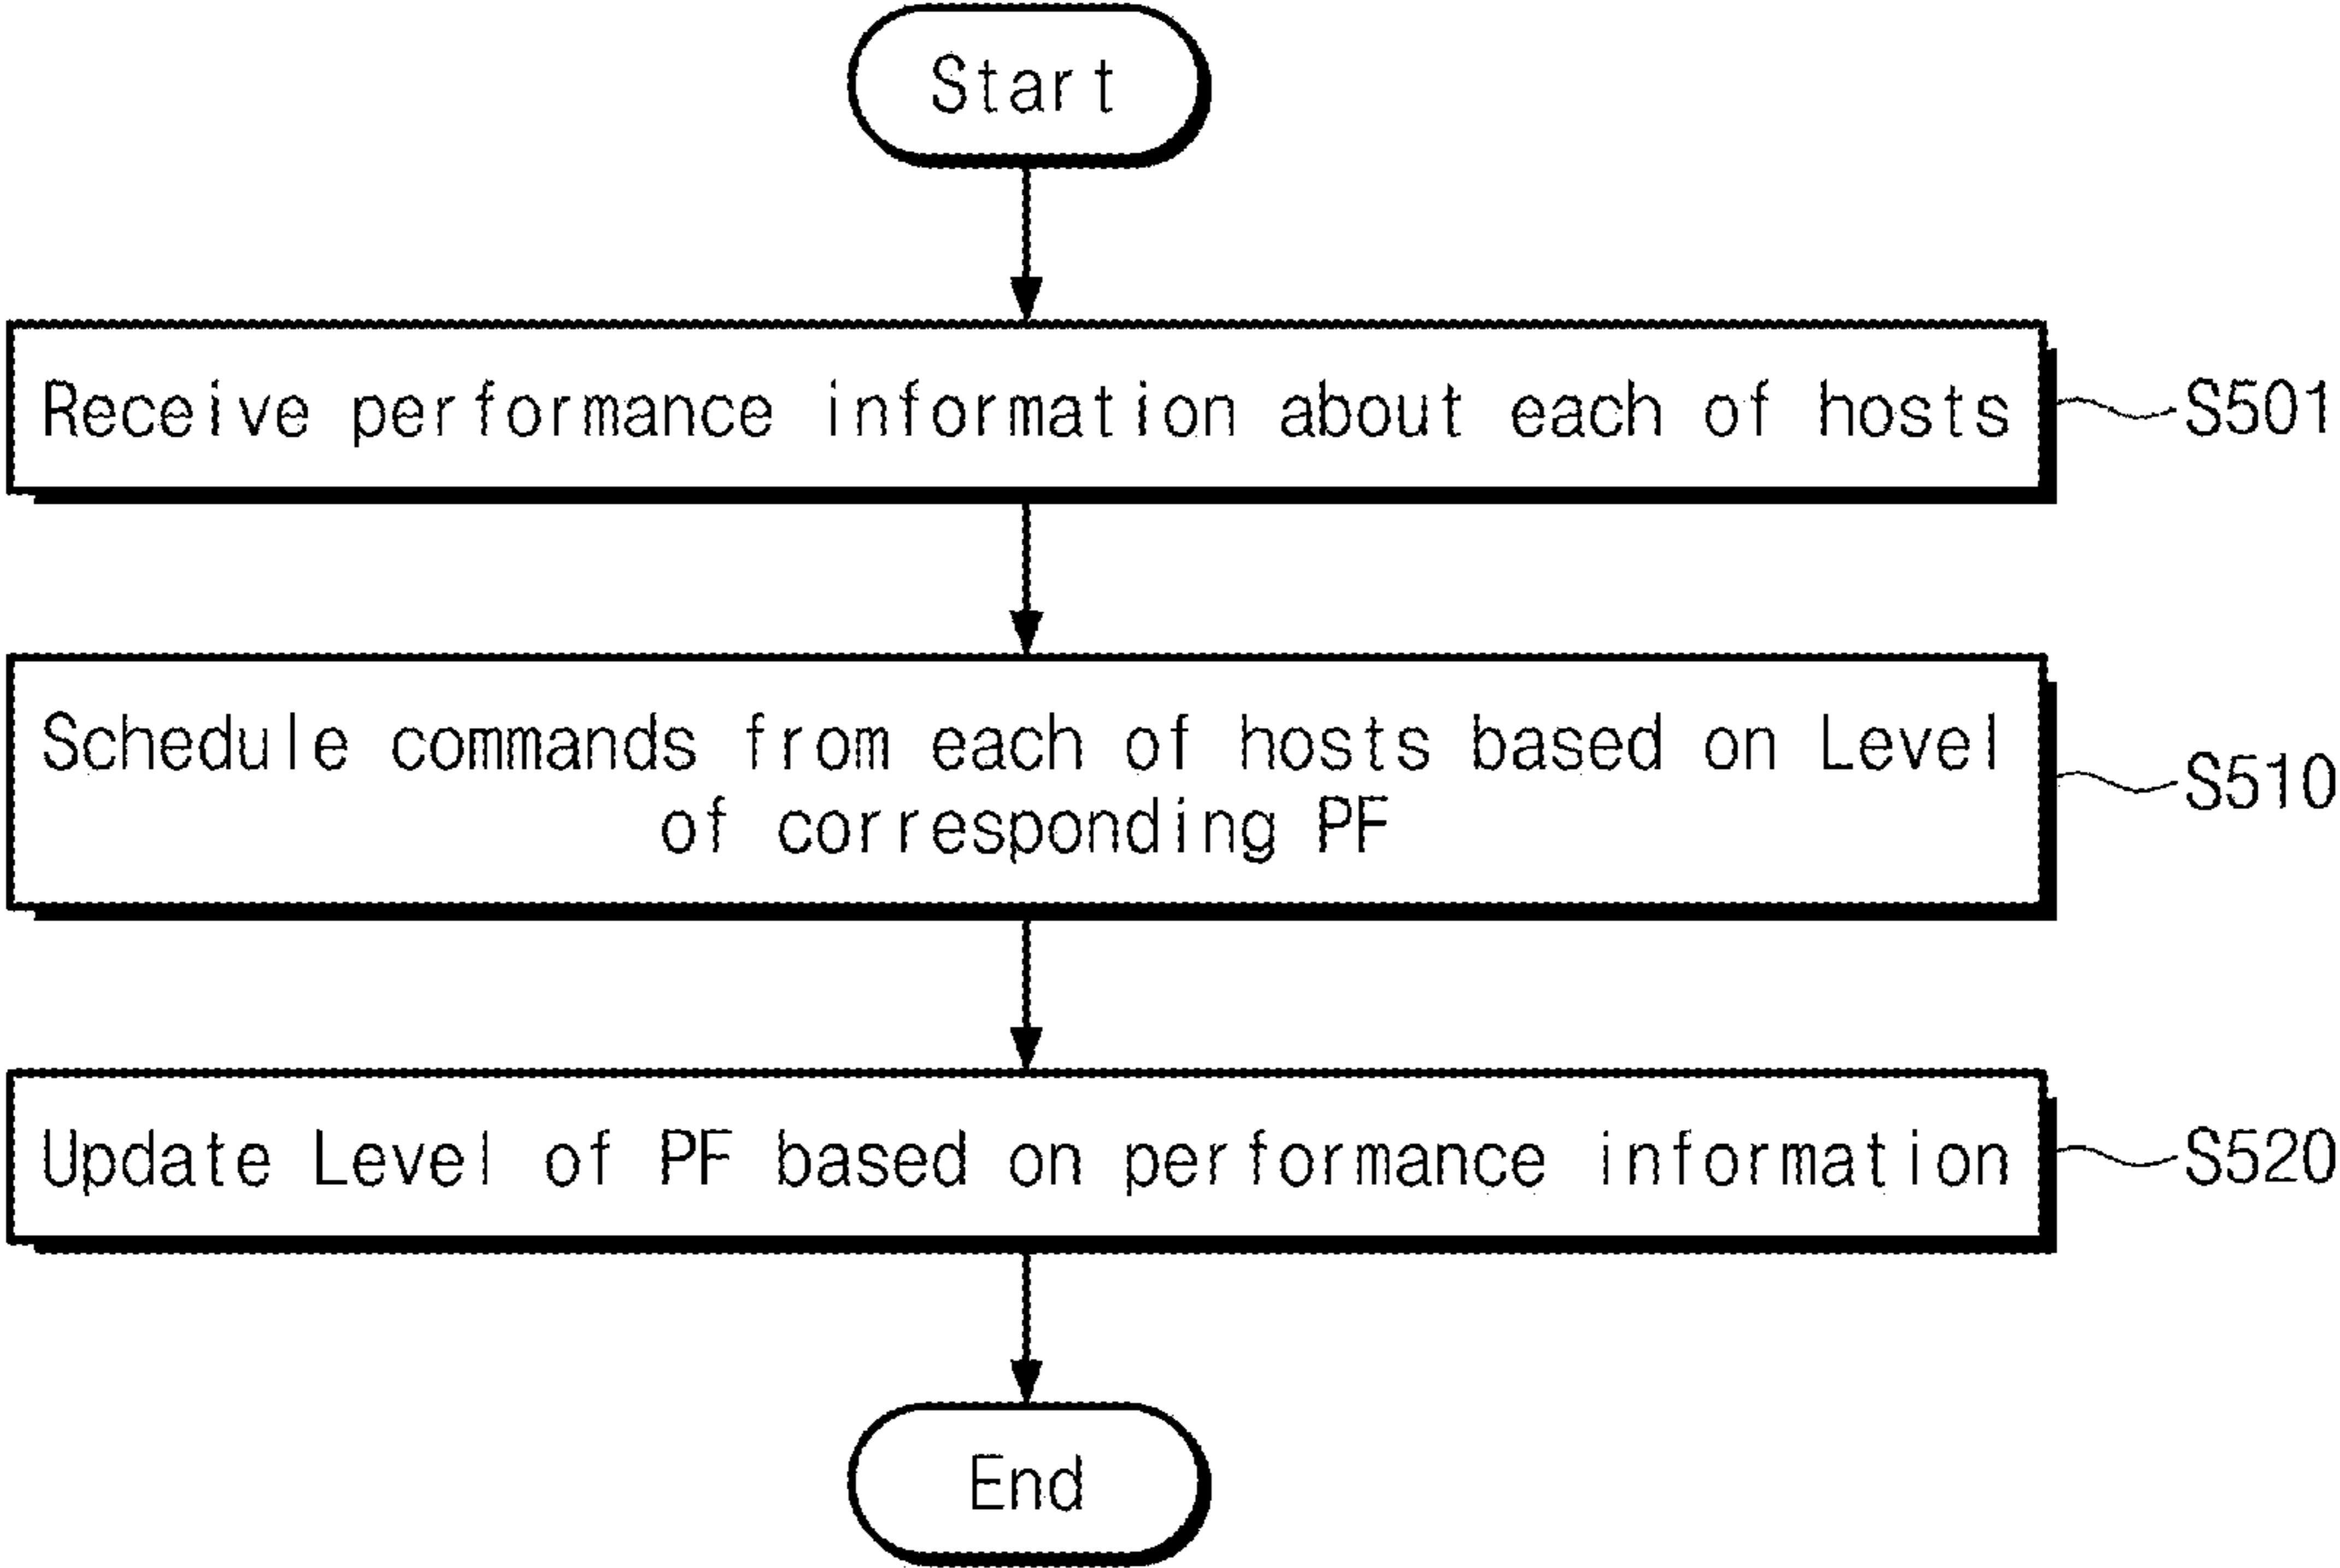 Start
Receive performance information about each of hosts
S501
Schedule commands from each of hosts based on Level
of corresponding PF
S510
Update Level of PF based on performance information
S520
End